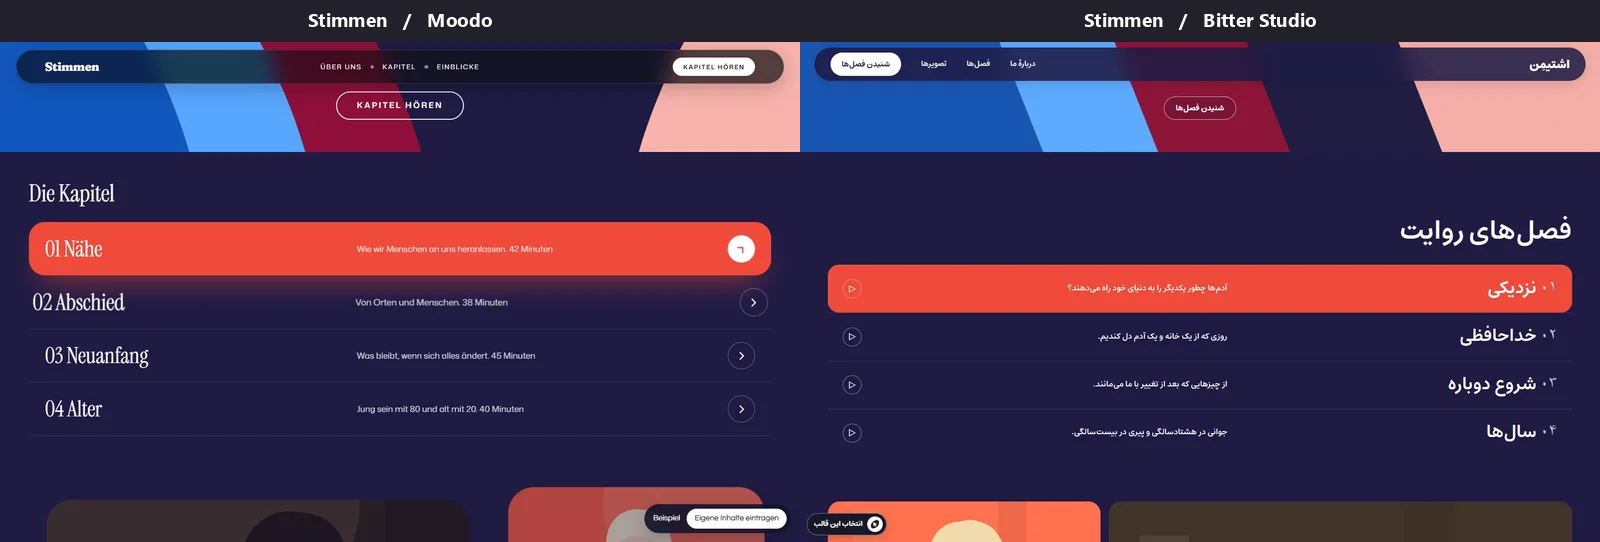 Stimmen / Moodo
Stimmen
ÜBER UNS • KAPITEL • EINBLICKE
KAPITEL HÖREN
KAPITEL HÖREN
Die Kapitel
01 Nähe
Wie wir Menschen an uns heranlassen. 42 Minuten
02 Abschied
Von Orten und Menschen. 38 Minuten
03 Neuanfang
Was bleibt, wenn sich alles ändert. 45 Minuten
04 Alter
Jung sein mit 80 und alt mit 20. 40 Minuten
Beispiel
Eigene Inhalte eintragen
Stimmen / Bitter Studio
اشتیمِن
دربارهٔ ما
فصل‌ها
تصویرها
شنیدن فصل‌ها
شنیدن فصل‌ها
فصل‌های روایت
۰۱ نزدیکی
آدم‌ها چطور یکدیگر را به دنیای خود راه می‌دهند؟
۰۲ خداحافظی
روزی که از یک خانه و یک آدم دل کندیم.
۰۳ شروع دوباره
از چیزهایی که بعد از تغییر با ما می‌مانند.
۰۴ سال‌ها
جوانی در هشتادسالگی و پیری در بیست‌سالگی.
انتخاب این قالب